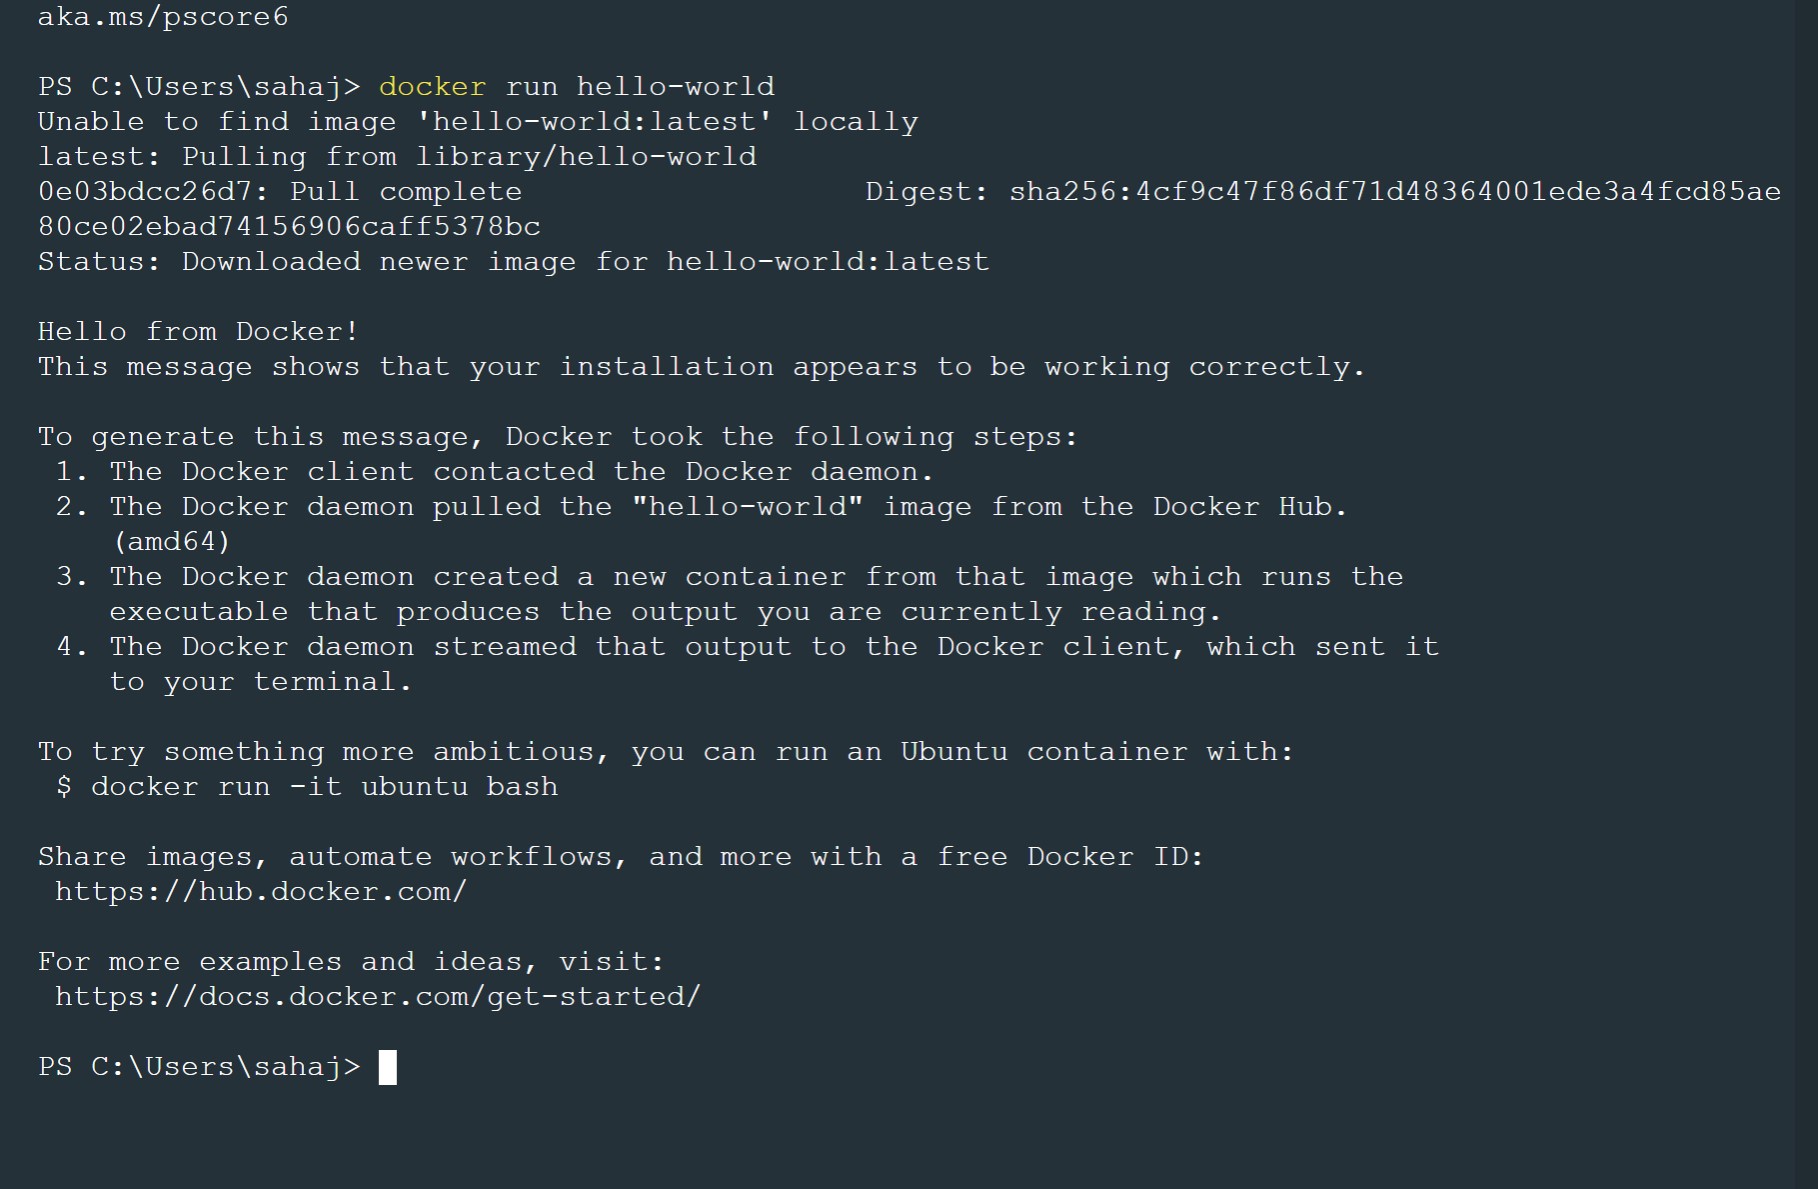 aka.ms/pscore6
PS C:\Users\sahaj> docker run hello-world
Unable to find image 'hello-world:latest' locally
latest: Pulling from library/hello-world
0e03bdcc26d7: Pull complete                   Digest: sha256:4cf9c47f86df71d48364001ede3a4fcd85ae
80ce02ebad74156906caff5378bc
Status: Downloaded newer image for hello-world:latest
Hello from Docker!
This message shows that your installation appears to be working correctly.
To generate this message, Docker took the following steps:
 1. The Docker client contacted the Docker daemon.
 2. The Docker daemon pulled the "hello-world" image from the Docker Hub.
    (amd64)
 3. The Docker daemon created a new container from that image which runs the
    executable that produces the output you are currently reading.
 4. The Docker daemon streamed that output to the Docker client, which sent it
    to your terminal.
To try something more ambitious, you can run an Ubuntu container with:
 $ docker run -it ubuntu bash
Share images, automate workflows, and more with a free Docker ID:
 https://hub.docker.com/
For more examples and ideas, visit:
 https://docs.docker.com/get-started/
PS C:\Users\sahaj>